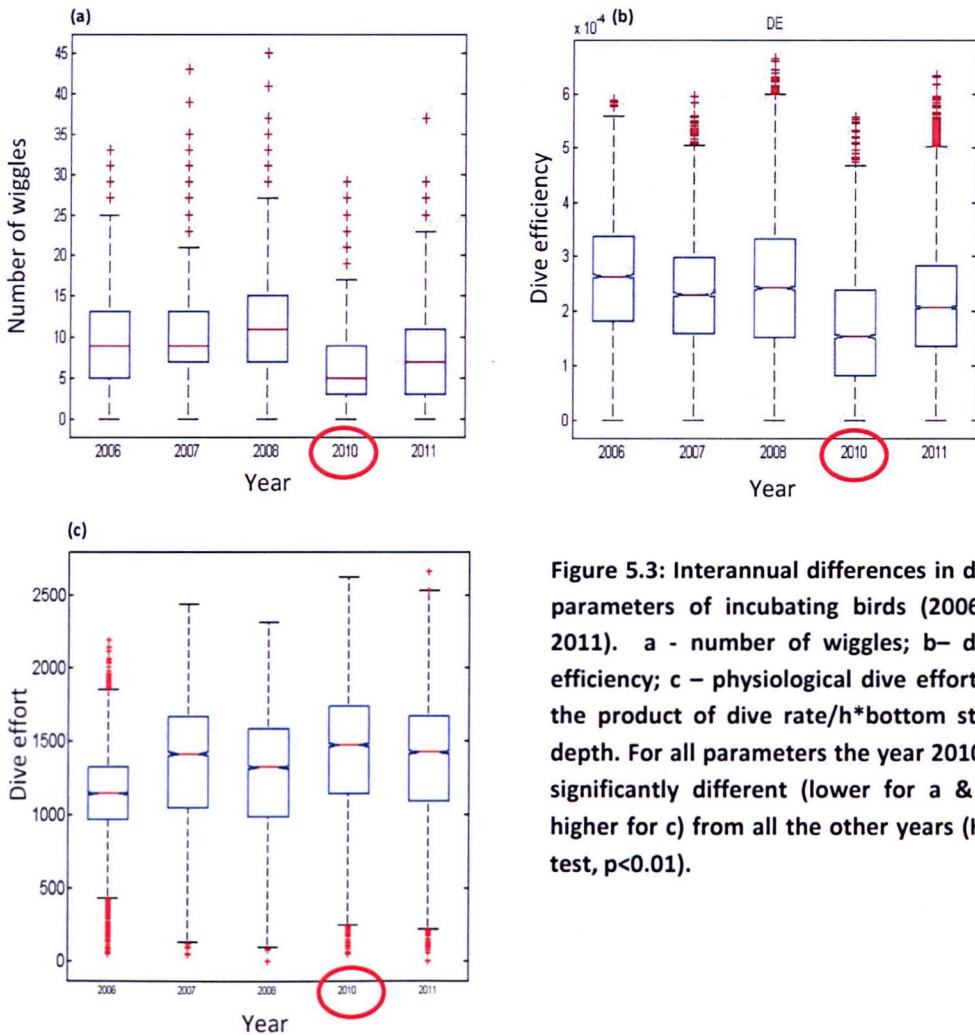 (a)
45
40
35
30
25
20
15
10
5
0
Number of wiggles
2006 2007 2008 2010 2011
Year
x 10⁻⁴ (b)
DE
6
5
4
3
2
1
0
Dive efficiency
2006 2007 2008 2010 2011
Year
(c)
2500
2000
1500
1000
500
0
Dive effort
2006 2007 2008 2010 2011
Year
Figure 5.3: Interannual differences in
parameters of incubating birds (2006
2011). a - number of wiggles; b–
efficiency; c – physiological dive effort
the product of dive rate/h*bottom
depth. For all parameters the year 2010
significantly different (lower for a &
higher for c) from all the other years (
test, p<0.01).